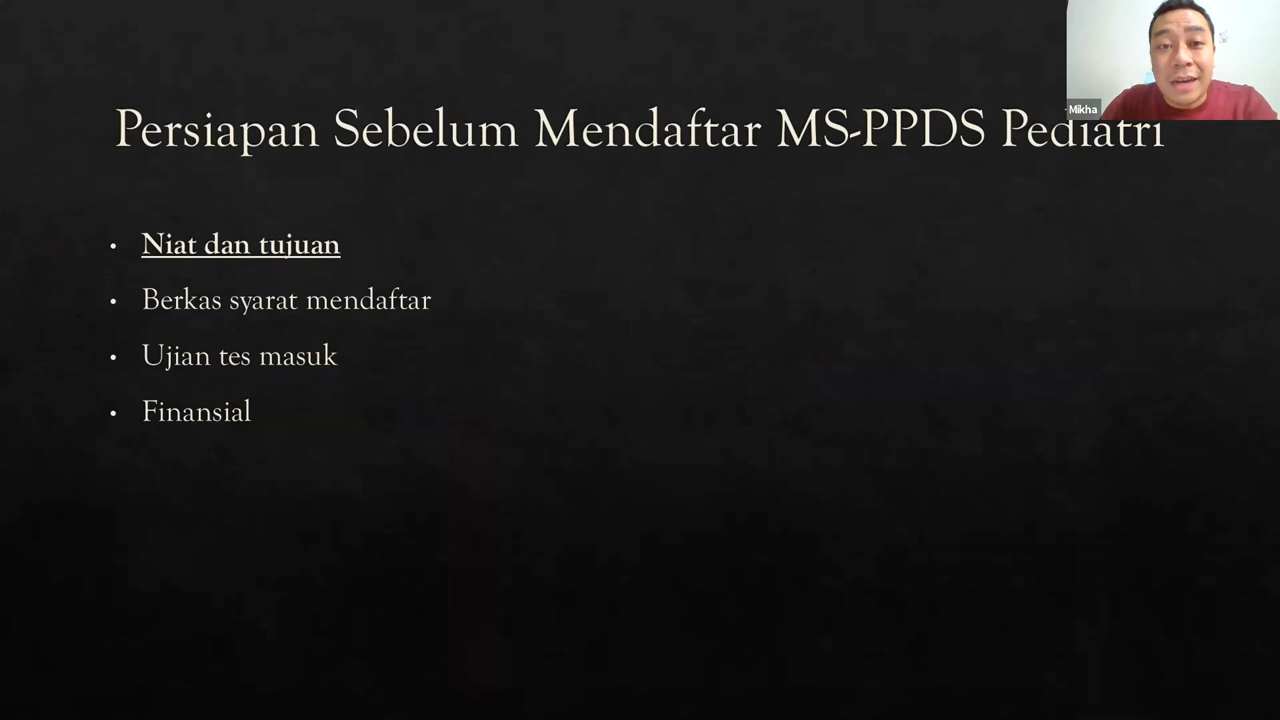 Mikha
Persiapan Sebelum Mendaftar MS-PPDS Pediatri
• Niat dan tujuan
• Berkas syarat mendaftar
• Ujian tes masuk
• Finansial